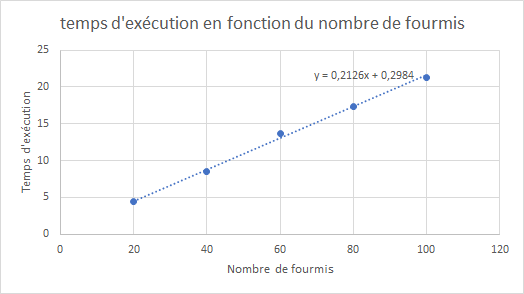 temps d'exécution en fonction du nombre de fourmis
25
20
15
10
5
0
Temps d'exécution
y = 0,2126x + 0,2984
0 20 40 60 80 100 120
Nombre de fourmis